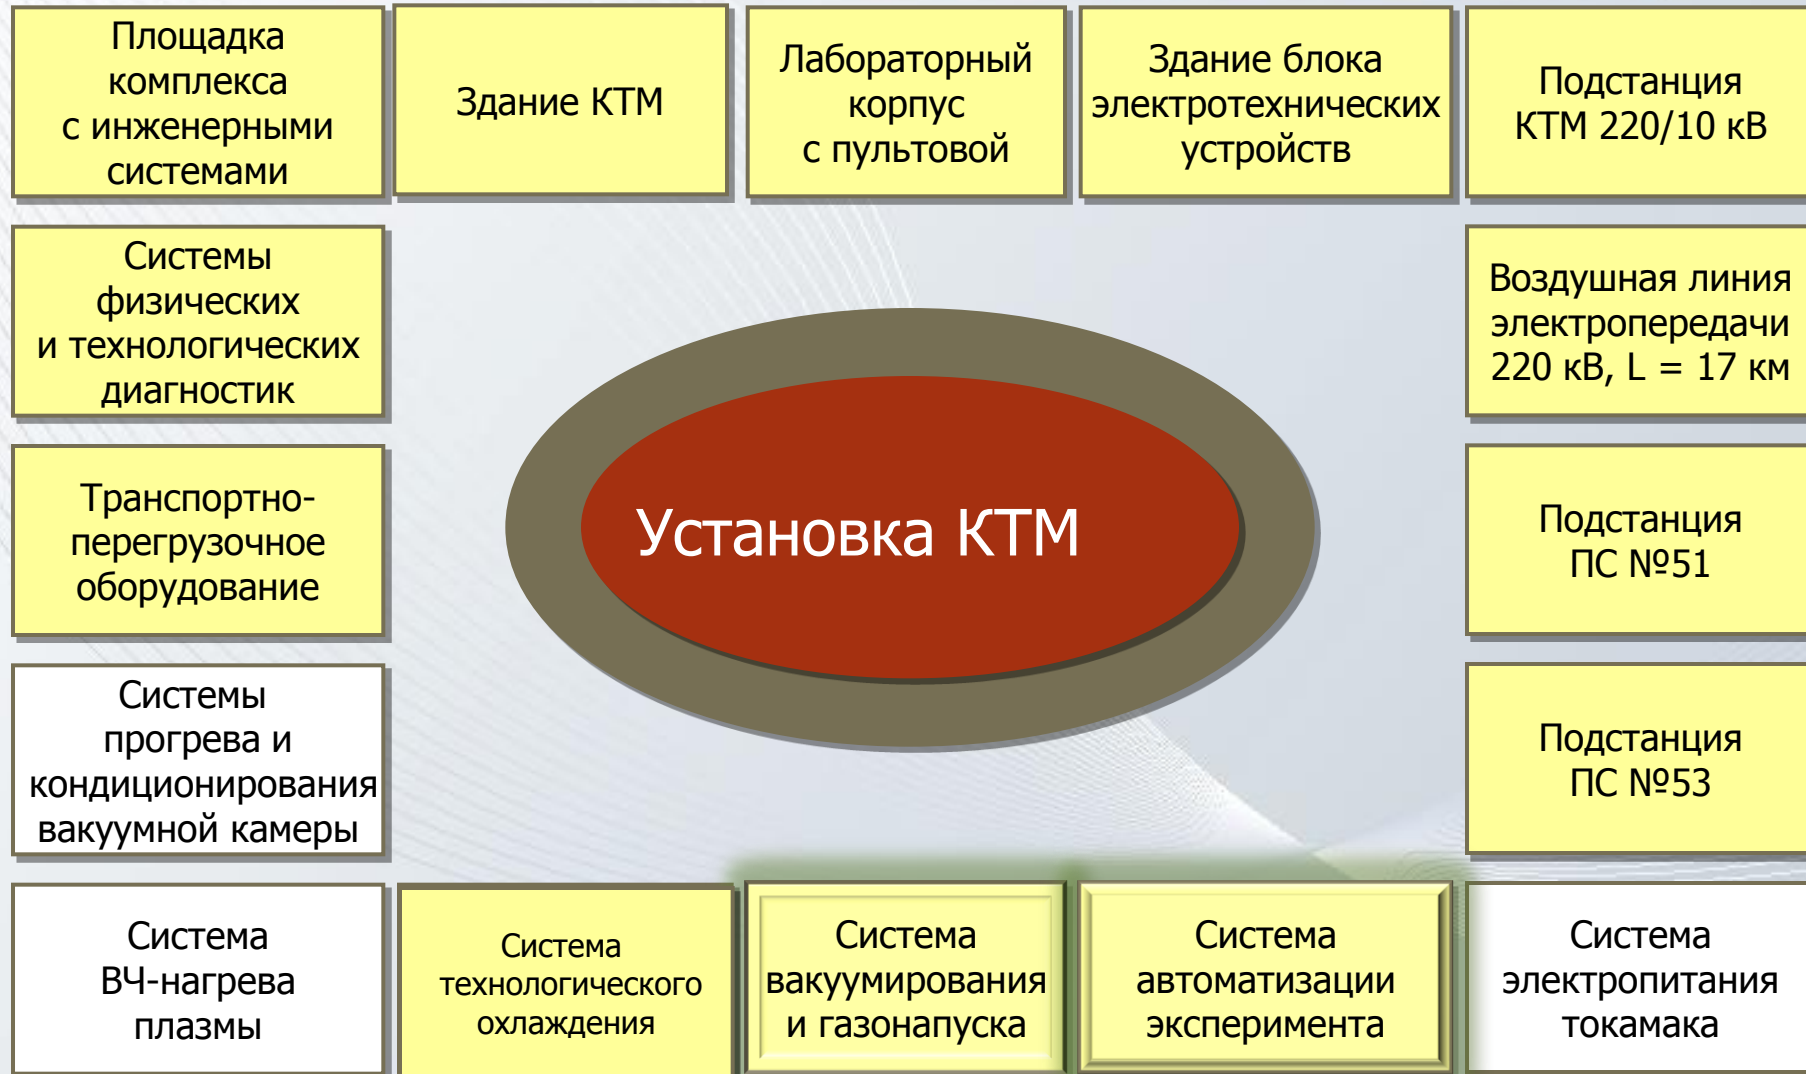 Площадка
комплекса
с инженерными
системами
Здание КТМ
Лабораторный
корпус
с пультовой
Здание блока
электротехнических
устройств
Подстанция
КТМ 220/10 кВ
Системы
физических
и технологических
диагностик
Воздушная линия
электропередачи
220 кВ, L = 17 км
Установка КТМ
Транспортно-
перегрузочное
оборудование
Подстанция
ПС №51
Системы
прогрева и
кондиционирования
вакуумной камеры
Подстанция
ПС №53
Система
ВЧ-нагрева
плазмы
Система
технологического
охлаждения
Система
вакуумирования
и газонапуска
Система
автоматизации
эксперимента
Система
электропитания
токамака